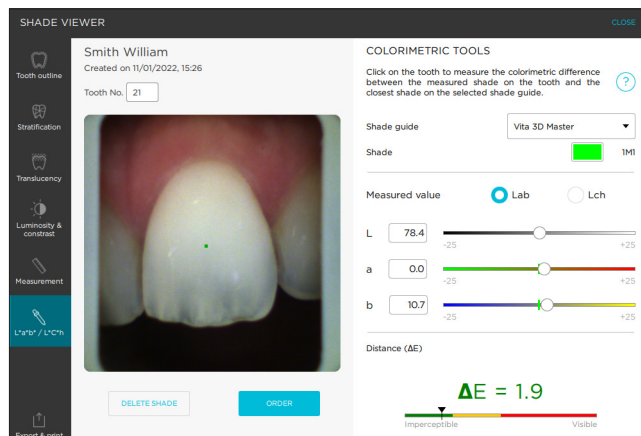 SHADE VIEWER
CLOSE
Tooth outline
Stratification
Translucency
Luminosity &
constrast
Measurement
L*a*b* / L*C*h
Export & print
Smith William
Created on 11/01/2022, 15:26
Tooth No. 21
DELETE SHADE
ORDER
COLORIMETRIC TOOLS
Click on the tooth to measure the colorimetric difference
between the measured shade on the tooth and the
closest shade on the selected shade guide.
?
Shade guide Vita 3D Master
Shade 1M1
Measured value Lab Lch
L 78.4
-25 +25
a 0.0
-25 +25
b 10.7
-25 +25
Distance (ΔE)
ΔE = 1.9
Imperceptible Visible